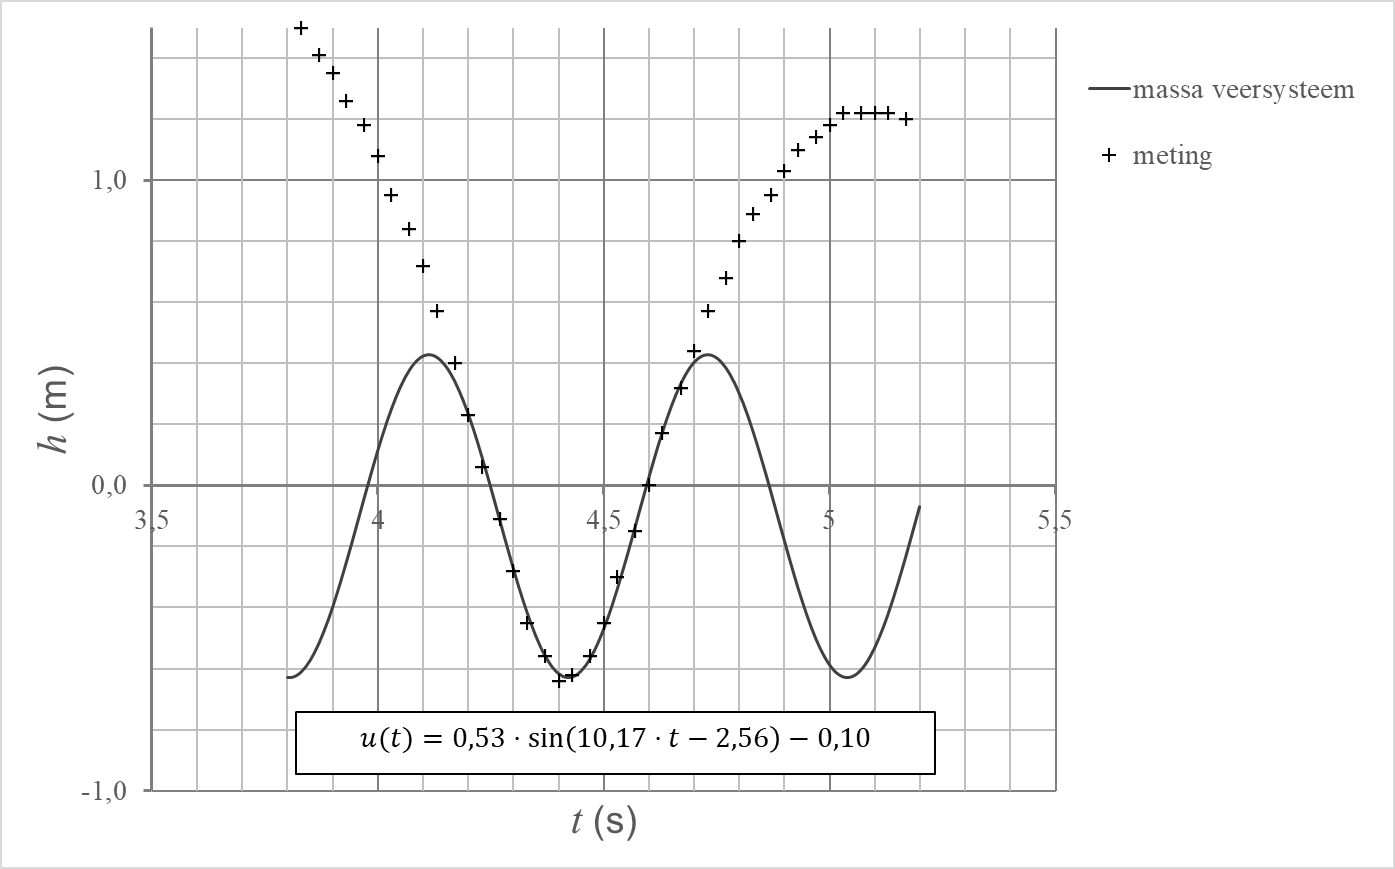 massa veersysteem
meting
1,0
0,0
-1,0
h (m)
3,5 4 4,5 5 5,5
u(t) = 0,53 · sin(10,17 · t − 2,56) − 0,10
t (s)